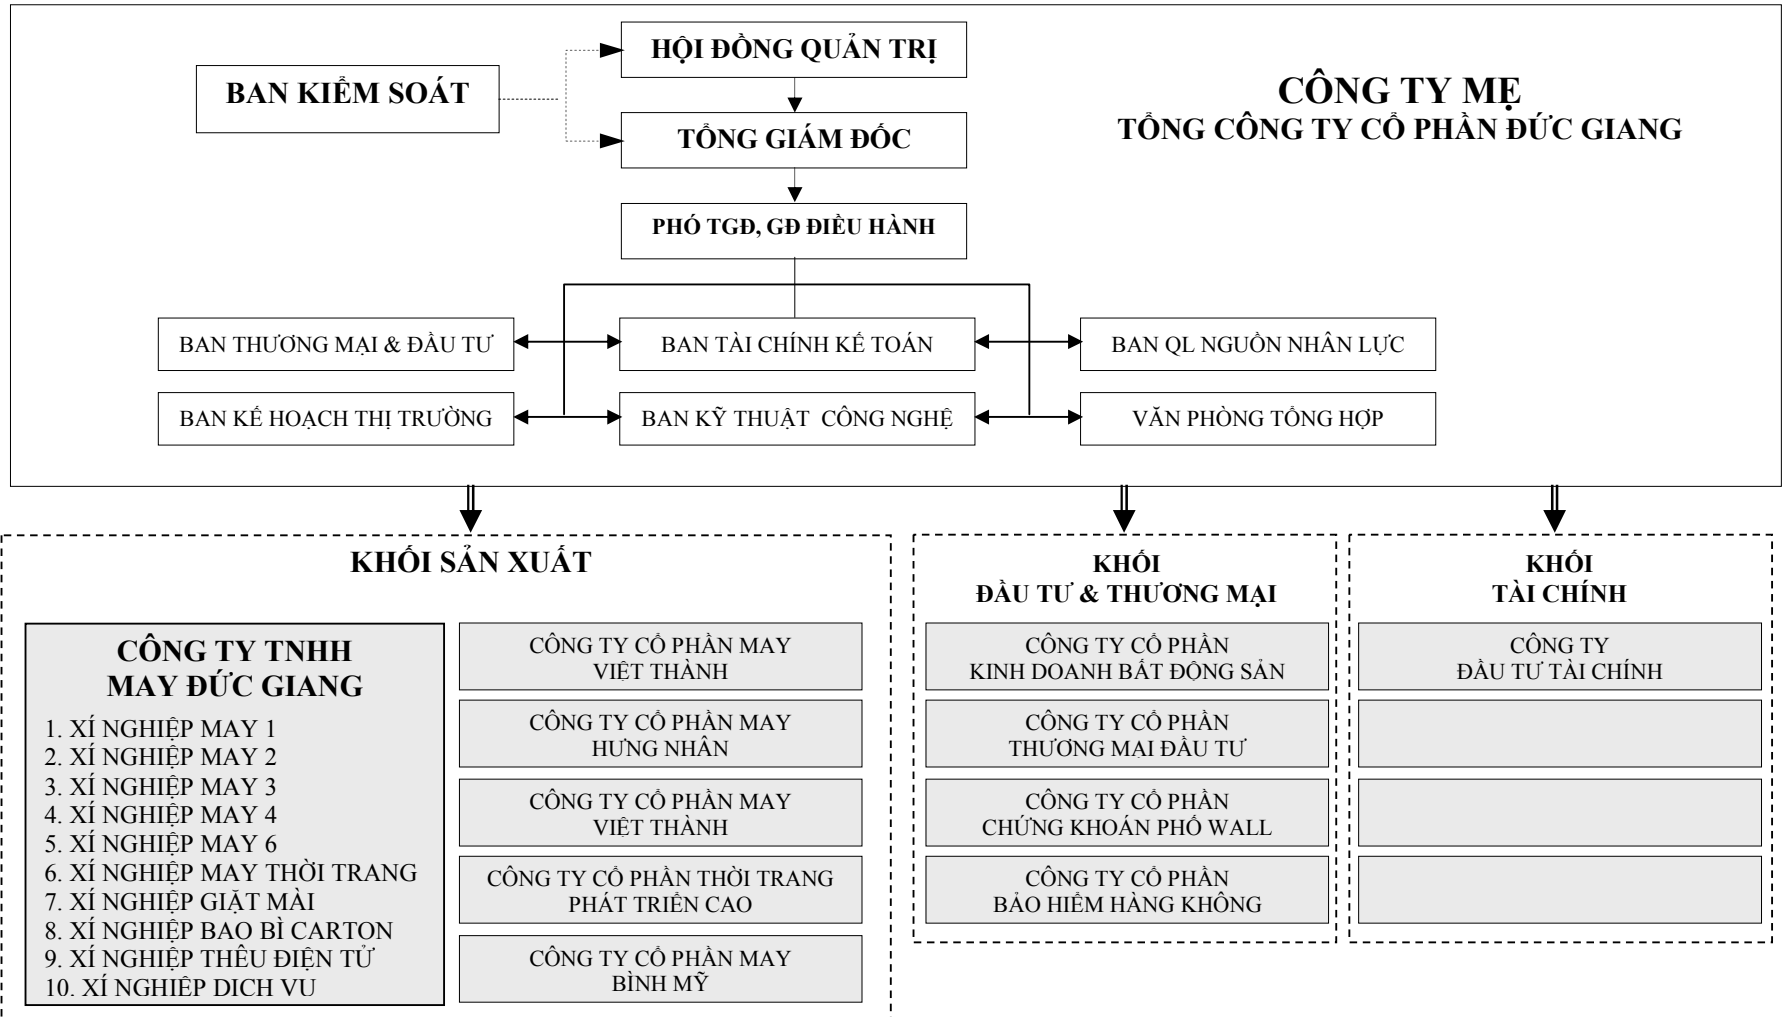 HỘI ĐỒNG QUẢN TRỊ
BAN KIỂM SOÁT
TỔNG GIÁM ĐỐC
CÔNG TY MẸ
TỔNG CÔNG TY CỔ PHẦN ĐỨC GIANG
PHÓ TGĐ, GĐ ĐIỀU HÀNH
BAN THƯƠNG MẠI & ĐẦU TƯ
BAN TÀI CHÍNH KẾ TOÁN
BAN QL NGUỒN NHÂN LỰC
BAN KẾ HOẠCH THỊ TRƯỜNG
BAN KỸ THUẬT CÔNG NGHỆ
VĂN PHÒNG TỔNG HỢP
KHỐI SẢN XUẤT
CÔNG TY TNHH
MAY ĐỨC GIANG
1. XÍ NGHIỆP MAY 1
2. XÍ NGHIỆP MAY 2
3. XÍ NGHIỆP MAY 3
4. XÍ NGHIỆP MAY 4
5. XÍ NGHIỆP MAY 6
6. XÍ NGHIỆP MAY THỜI TRANG
7. XÍ NGHIỆP GIẶT MÀI
8. XÍ NGHIỆP BAO BÌ CARTON
9. XÍ NGHIỆP THÊU ĐIỆN TỬ
10. XÍ NGHIỆP DỊCH VỤ
CÔNG TY CỔ PHẦN MAY
VIỆT THÀNH
CÔNG TY CỔ PHẦN MAY
HƯNG NHÂN
CÔNG TY CỔ PHẦN MAY
VIỆT THÀNH
CÔNG TY CỔ PHẦN THỜI TRANG
PHÁT TRIỂN CAO
CÔNG TY CỔ PHẦN MAY
BÌNH MỸ
KHỐI
ĐẦU TƯ & THƯƠNG MẠI
CÔNG TY CỔ PHẦN
KINH DOANH BẤT ĐỘNG SẢN
CÔNG TY CỔ PHẦN
THƯƠNG MẠI ĐẦU TƯ
CÔNG TY CỔ PHẦN
CHỨNG KHOÁN PHỐ WALL
CÔNG TY CỔ PHẦN
BẢO HIỂM HÀNG KHÔNG
KHỐI
TÀI CHÍNH
CÔNG TY
ĐẦU TƯ TÀI CHÍNH